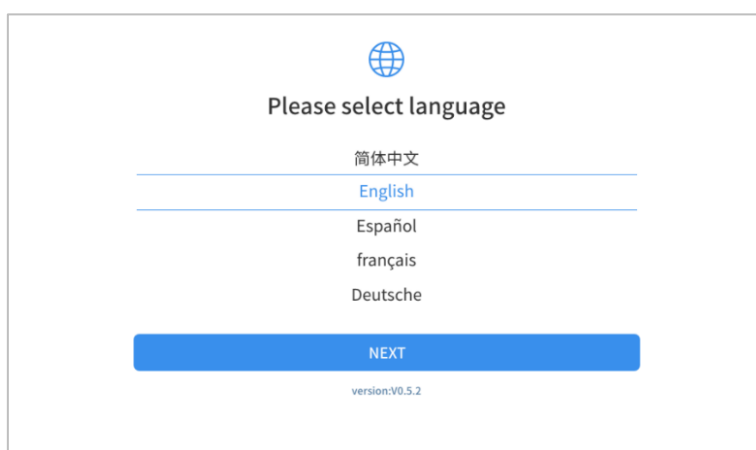 Please select language
简体中文
English
Español
français
Deutsche
NEXT
version:V0.5.2